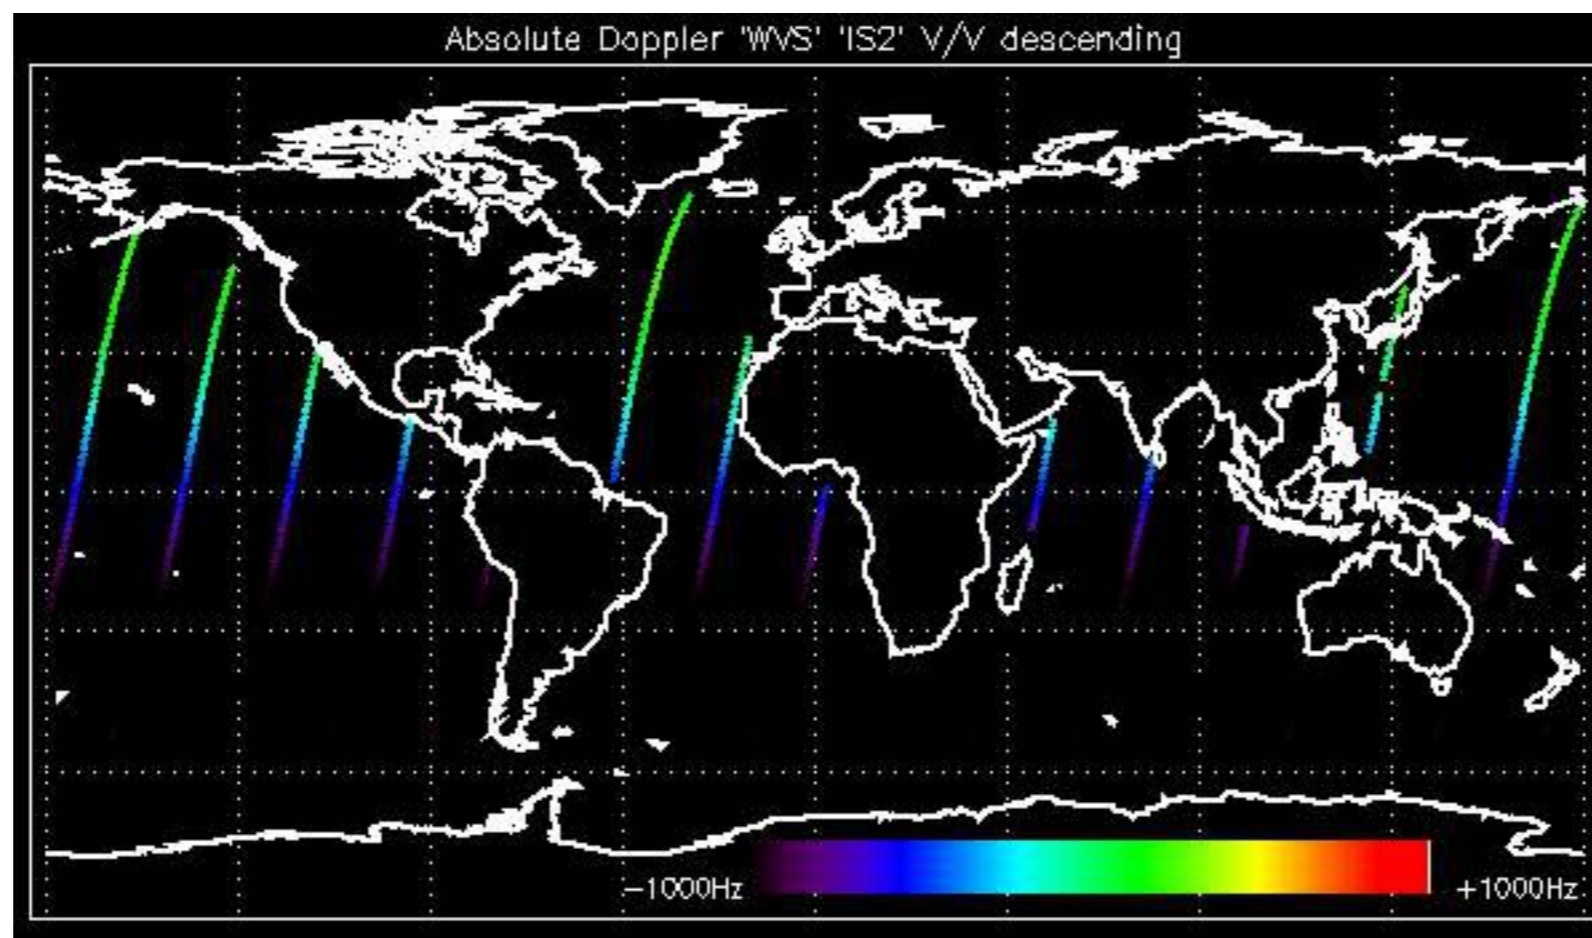 Absolute Doppler 'WVS' 'IS2' V/V descending
−1000Hz +1000Hz